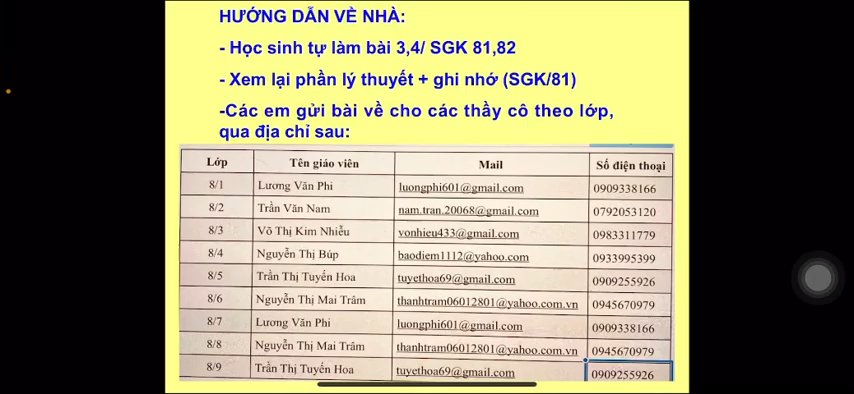 HƯỚNG DẪN VỀ NHÀ:
- Học sinh tự làm bài 3,4/ SGK 81,82
- Xem lại phần lý thuyết + ghi nhớ (SGK/81)
-Các em gửi bài về cho các thầy cô theo lớp,
qua địa chỉ sau:
Lớp Tên giáo viên Mail Số điện thoại
8/1 Lương Văn Phi luongphi601@gmail.com 0909338166
8/2 Trần Văn Nam nam.tran.20068@gmail.com 0792053120
8/3 Võ Thị Kim Nhiễu vonhieu433@gmail.com 0983311779
8/4 Nguyễn Thị Búp baodiem1112@yahoo.com 0933995399
8/5 Trần Thị Tuyến Hoa tuyethoa69@gmail.com 0909255926
8/6 Nguyễn Thị Mai Trâm thanhtram06012801@yahoo.com.vn 0945670979
8/7 Lương Văn Phi luongphi601@gmail.com 0909338166
8/8 Nguyễn Thị Mai Trâm thanhtram06012801@yahoo.com.vn 0945670979
8/9 Trần Thị Tuyến Hoa tuyethoa69@gmail.com 0909255926